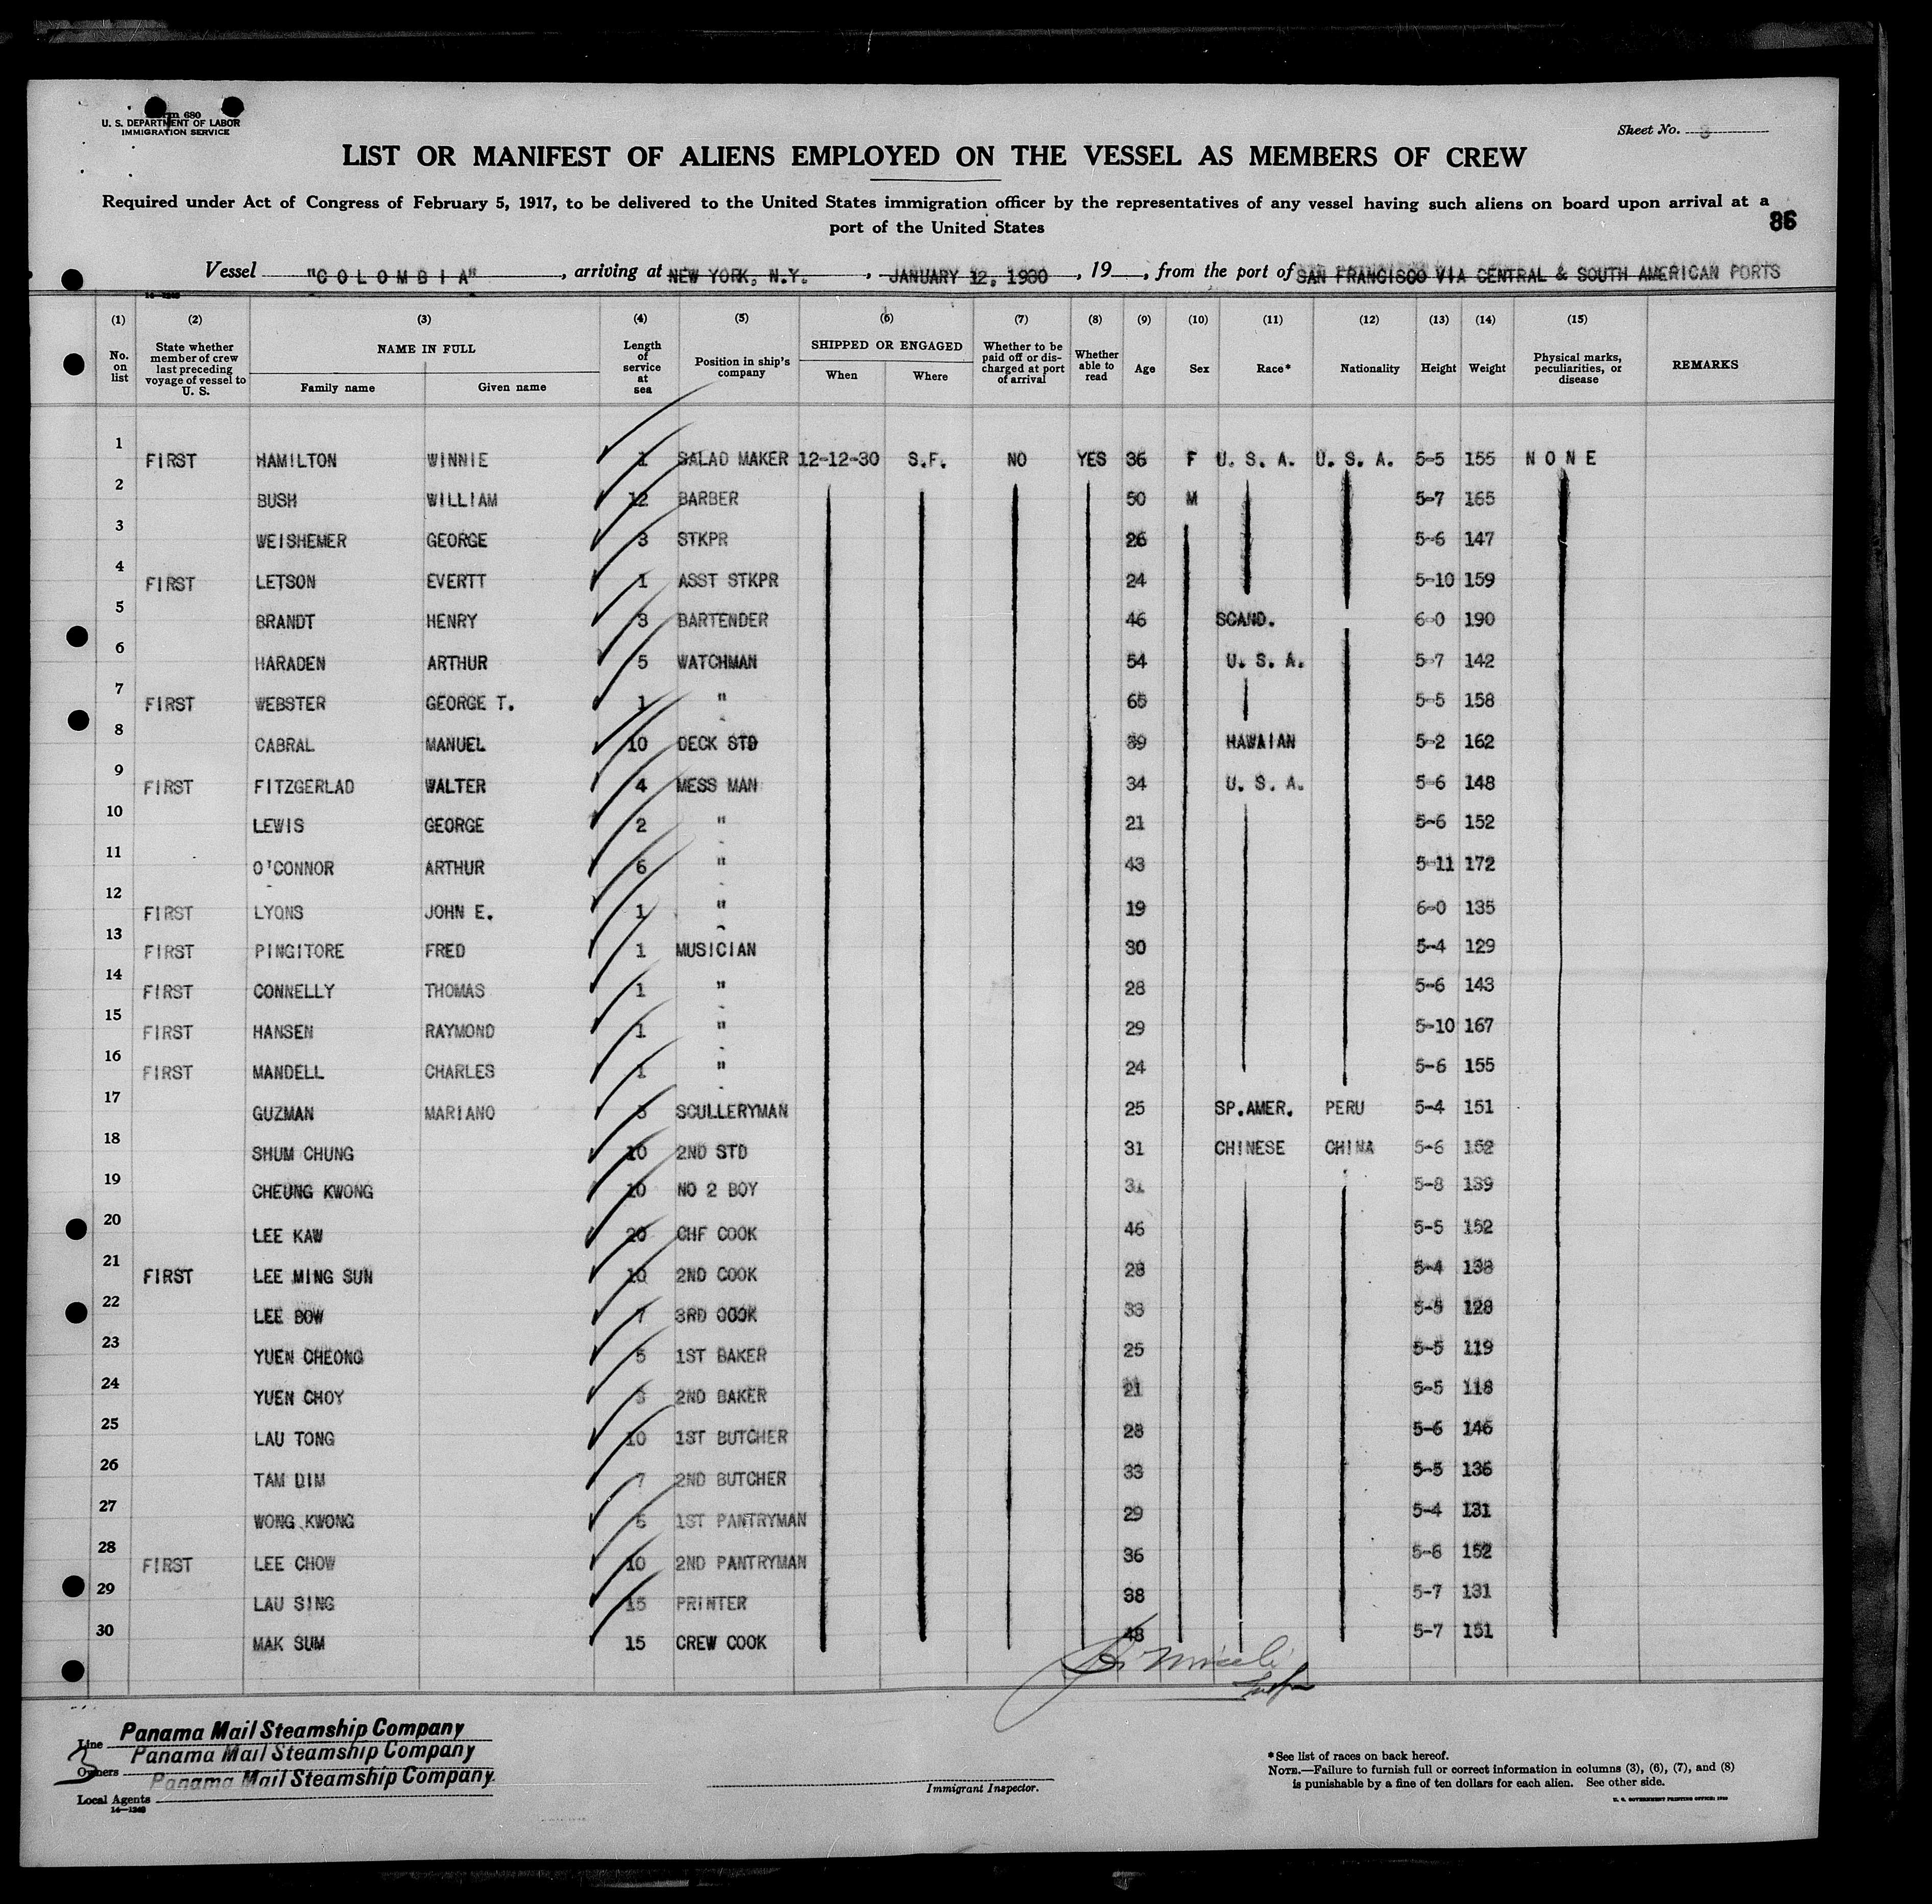 Form 680
U. S. DEPARTMENT OF LABOR
IMMIGRATION SERVICE
Sheet No.
LIST OR MANIFEST OF ALIENS EMPLOYED ON THE VESSEL AS MEMBERS OF CREW
Required under Act of Congress of February 5, 1917, to be delivered to the United States immigration officer by the representatives of any vessel having such aliens on board upon arrival at a
port of the United States
86
Vessel "COLOMBIA", arriving at NEW YORK, N.Y., JANUARY 12, 1930, 19, from the port of SAN FRANCISCO VIA CENTRAL & SOUTH AMERICAN PORTS
14-1248
(1) (2) (3) (4) (5) (6) (7) (8) (9) (10) (11) (12) (13) (14) (15)
No. on list
State whether member of crew last preceding voyage of vessel to U. S.
NAME IN FULL
Family name Given name
Length of service at sea
Position in ship's company
SHIPPED OR ENGAGED
When Where
Whether to be paid off or discharged at port of arrival
Whether able to read
Age Sex Race* Nationality Height Weight
Physical marks, peculiarities, or disease
REMARKS
1 FIRST HAMILTON WINNIE 1 SALAD MAKER 12-12-30 S.F. NO YES 36 F U. S. A. U. S. A. 5-5 155 NONE
2 BUSH WILLIAM 12 BARBER 50 M 5-7 165
3 WEISHEMER GEORGE 3 STKPR 26 5-6 147
4 FIRST LETSON EVERTT 1 ASST STKPR 24 5-10 159
5 BRANDT HENRY 3 BARTENDER 46 SCAND. 6-0 190
6 HARADEN ARTHUR 5 WATCHMAN 54 U. S. A. 5-7 142
7 FIRST WEBSTER GEORGE T. 1 " 65 5-5 158
8 CABRAL MANUEL 10 DECK STD 39 HAWAIAN 5-2 162
9 FIRST FITZGERLAD WALTER 4 MESS MAN 34 U. S. A. 5-6 148
10 LEWIS GEORGE 2 " 21 5-6 152
11 O'CONNOR ARTHUR 6 " 43 5-11 172
12 FIRST LYONS JOHN E. 1 " 19 6-0 135
13 FIRST PINGITORE FRED 1 MUSICIAN 30 5-4 129
14 FIRST CONNELLY THOMAS 1 " 28 5-6 143
15 FIRST HANSEN RAYMOND 1 " 29 5-10 167
16 FIRST MANDELL CHARLES 1 " 24 5-6 155
17 GUZMAN MARIANO SCULLERYMAN 25 SP.AMER. PERU 5-4 151
18 SHUM CHUNG 10 2ND STD 31 CHINESE CHINA 5-6 152
19 CHEUNG KWONG 10 NO 2 BOY 31 5-8 139
20 LEE KAW 20 CHF COOK 46 5-5 152
21 FIRST LEE MING SUN 10 2ND COOK 28 5-4 138
22 LEE BOW 7 3RD COOK 33 5-5 128
23 YUEN CHEONG 5 1ST BAKER 25 5-5 119
24 YUEN CHOY 2ND BAKER 21 5-5 118
25 LAU TONG 10 1ST BUTCHER 28 5-6 146
26 TAM DIM 7 2ND BUTCHER 33 5-5 136
27 WONG KWONG 1ST PANTRYMAN 29 5-4 131
28 FIRST LEE CHOW 10 2ND PANTRYMAN 36 152
29 LAU SING 15 PRINTER 38 5-7 131
30 MAK SUM 15 CREW COOK 48 5-7 151
Line Panama Mail Steamship Company
3
Owners Panama Mail Steamship Company
Local Agents Panama Mail Steamship Company.
14-1248
Immigrant Inspector.
*See list of races on back hereof.
NOTE.—Failure to furnish full or correct information in columns (3), (6), (7), and (8)
is punishable by a fine of ten dollars for each alien. See other side.